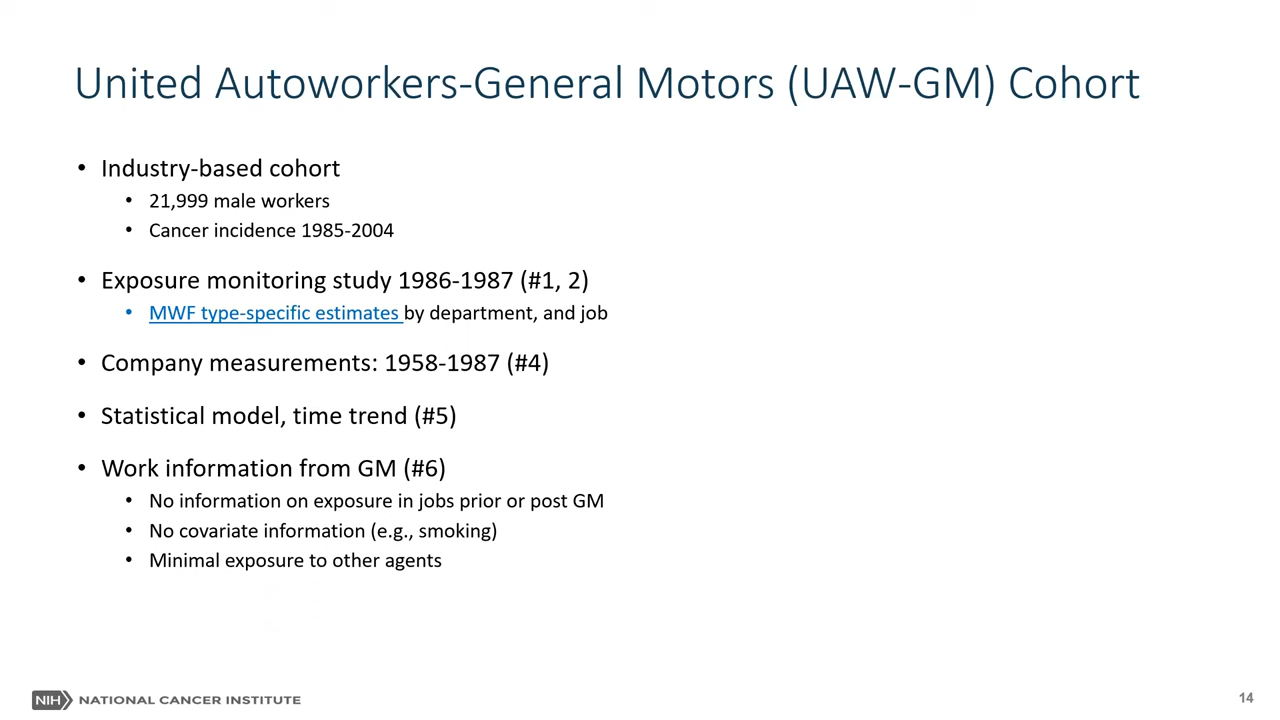 United Autoworkers-General Motors (UAW-GM) Cohort
• Industry-based cohort
• 21,999 male workers
• Cancer incidence 1985-2004
• Exposure monitoring study 1986-1987 (#1, 2)
• MWF type-specific estimates by department, and job
• Company measurements: 1958-1987 (#4)
• Statistical model, time trend (#5)
• Work information from GM (#6)
• No information on exposure in jobs prior or post GM
• No covariate information (e.g., smoking)
• Minimal exposure to other agents
NIH NATIONAL CANCER INSTITUTE
14